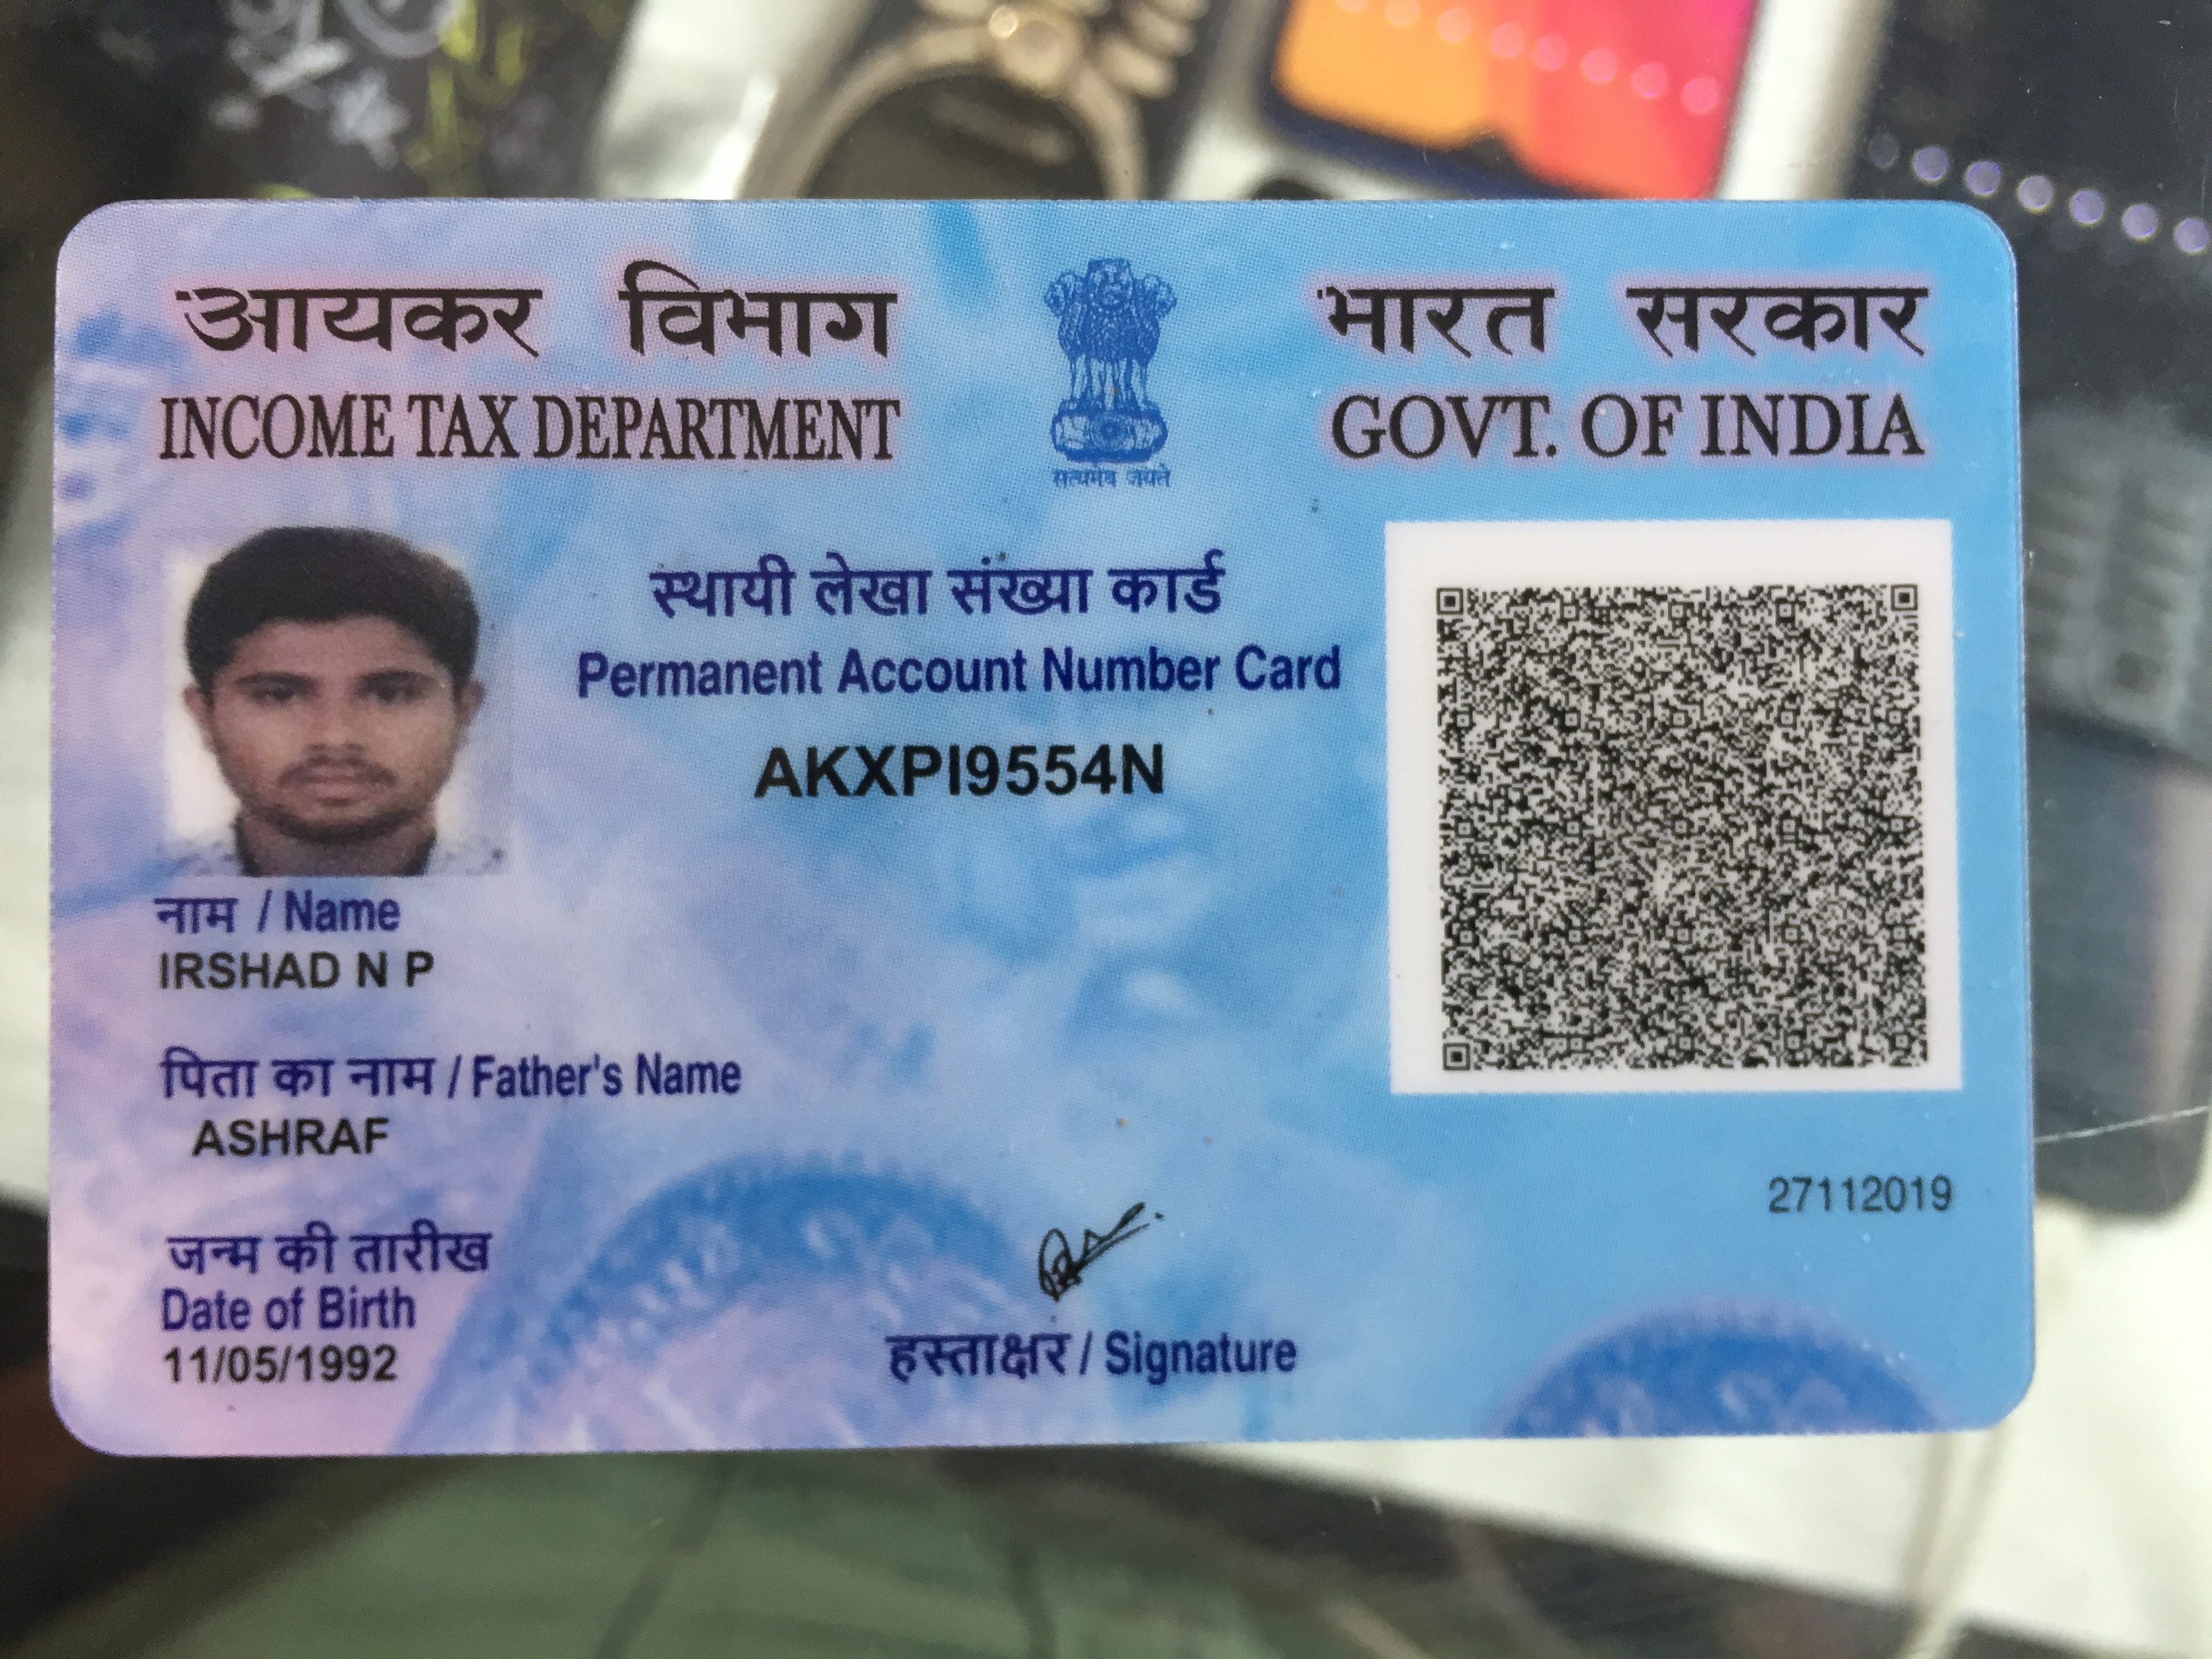 आयकर विभाग
INCOME TAX DEPARTMENT
सत्यमेव जयते
भारत सरकार
GOVT. OF INDIA
स्थायी लेखा संख्या कार्ड
Permanent Account Number Card
AKXPI9554N
नाम / Name
IRSHAD N P
पिता का नाम / Father's Name
ASHRAF
जन्म की तारीख
Date of Birth
11/05/1992
हस्ताक्षर / Signature
27112019